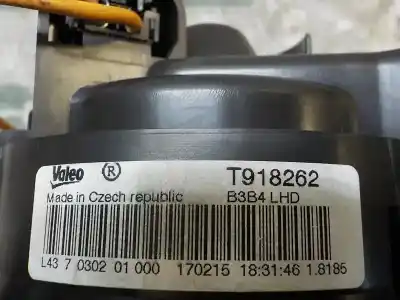 Valeo ® T918262
Made in Czech republic B3B4 LHD
L43 7 0302 01 000 170215 18:31:46 1.8185